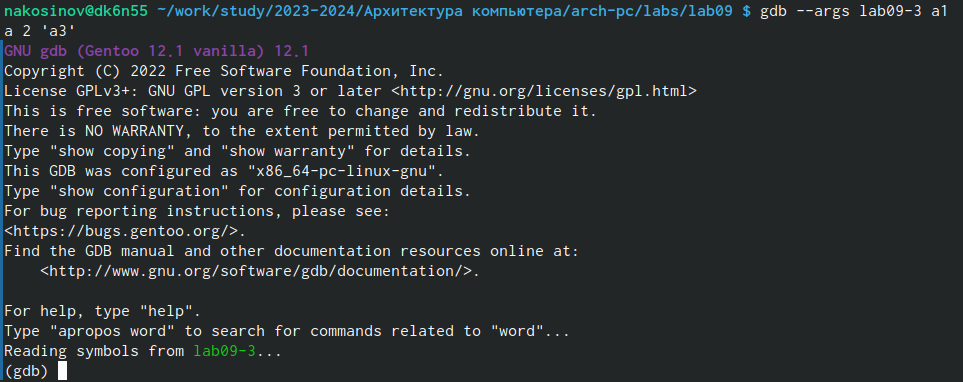 nakosinov@dk6n55 ~/work/study/2023-2024/Архитектура компьютера/arch-pc/labs/lab09 $ gdb --args lab09-3 a1
a 2 'a3'
GNU gdb (Gentoo 12.1 vanilla) 12.1
Copyright (C) 2022 Free Software Foundation, Inc.
License GPLv3+: GNU GPL version 3 or later <http://gnu.org/licenses/gpl.html>
This is free software: you are free to change and redistribute it.
There is NO WARRANTY, to the extent permitted by law.
Type "show copying" and "show warranty" for details.
This GDB was configured as "x86_64-pc-linux-gnu".
Type "show configuration" for configuration details.
For bug reporting instructions, please see:
<https://bugs.gentoo.org/>.
Find the GDB manual and other documentation resources online at:
    <http://www.gnu.org/software/gdb/documentation/>.

For help, type "help".
Type "apropos word" to search for commands related to "word"...
Reading symbols from lab09-3...
(gdb)